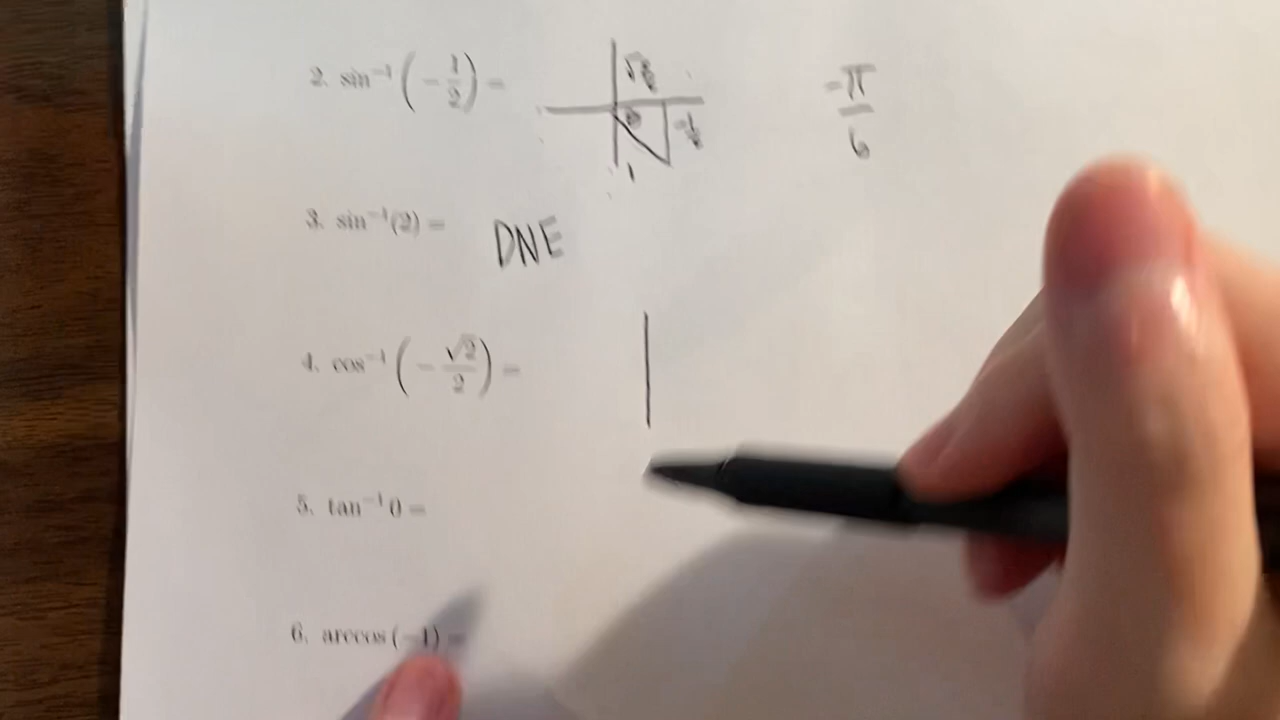 2. sin⁻¹(−1/2) = √3/2 −1/2 1 −π/6
3. sin⁻¹(2) = DNE
4. cos⁻¹(−√2/2) =
5. tan⁻¹ 0 =
6. arccos (−1) =